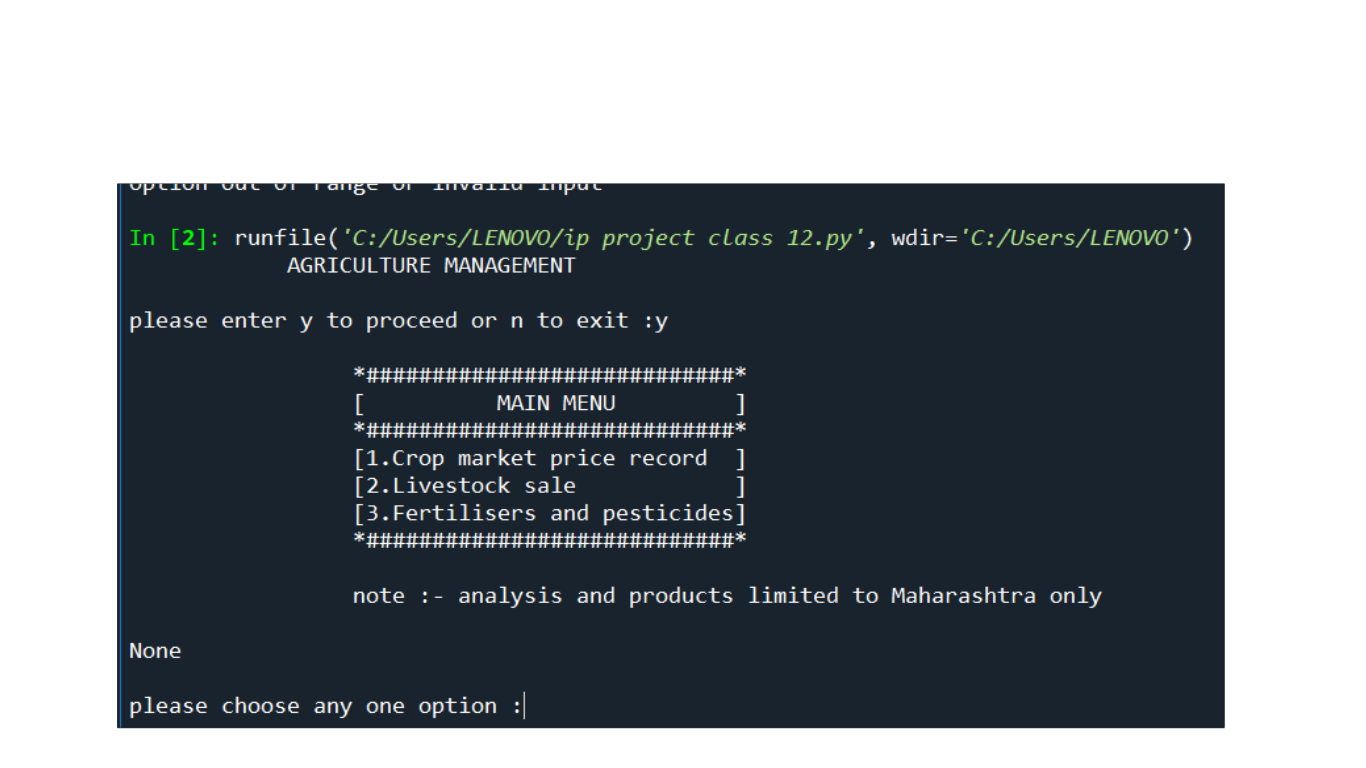 option out of range or invalid input
In [2]: runfile('C:/Users/LENOVO/ip project class 12.py', wdir='C:/Users/LENOVO')
AGRICULTURE MANAGEMENT
please enter y to proceed or n to exit :y
*############################*
[          MAIN MENU         ]
*############################*
[1.Crop market price record  ]
[2.Livestock sale            ]
[3.Fertilisers and pesticides]
*############################*
note :- analysis and products limited to Maharashtra only
None
please choose any one option :